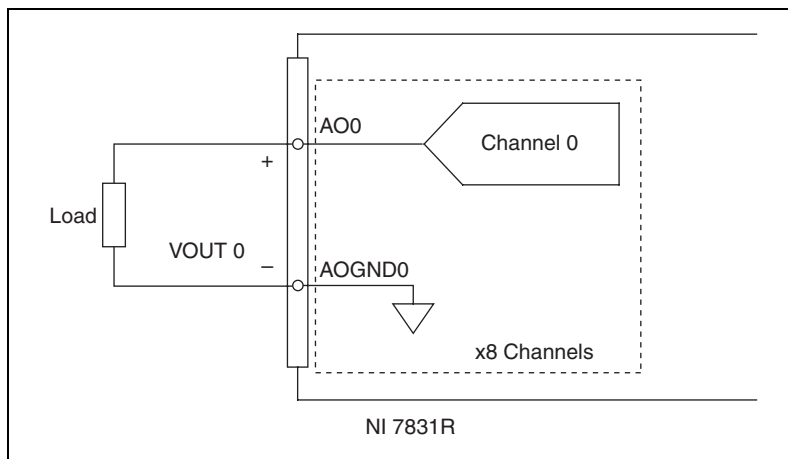 AO0
Channel 0
+
Load
VOUT 0
–
AOGND0
x8 Channels
NI 7831R